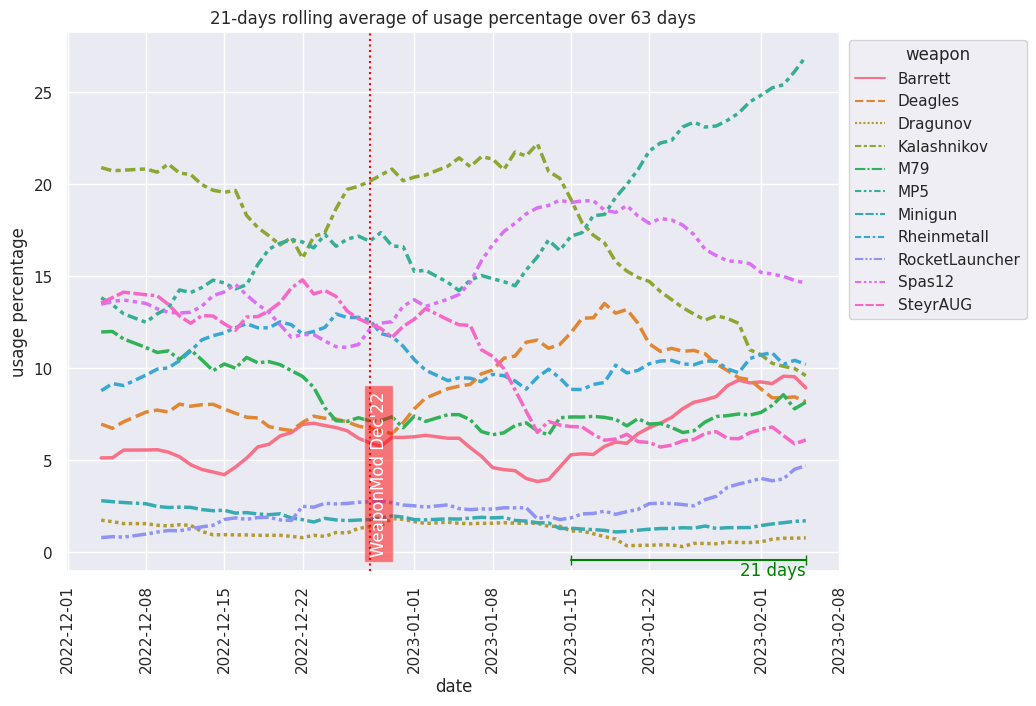 21-days rolling average of usage percentage over 63 days
usage percentage
25
20
15
10
5
0
WeaponMod Dec'22
21 days
2022-12-01
2022-12-08
2022-12-15
2022-12-22
2023-01-01
2023-01-08
2023-01-15
2023-01-22
2023-02-01
2023-02-08
date
weapon
Barrett
Deagles
Dragunov
Kalashnikov
M79
MP5
Minigun
Rheinmetall
RocketLauncher
Spas12
SteyrAUG